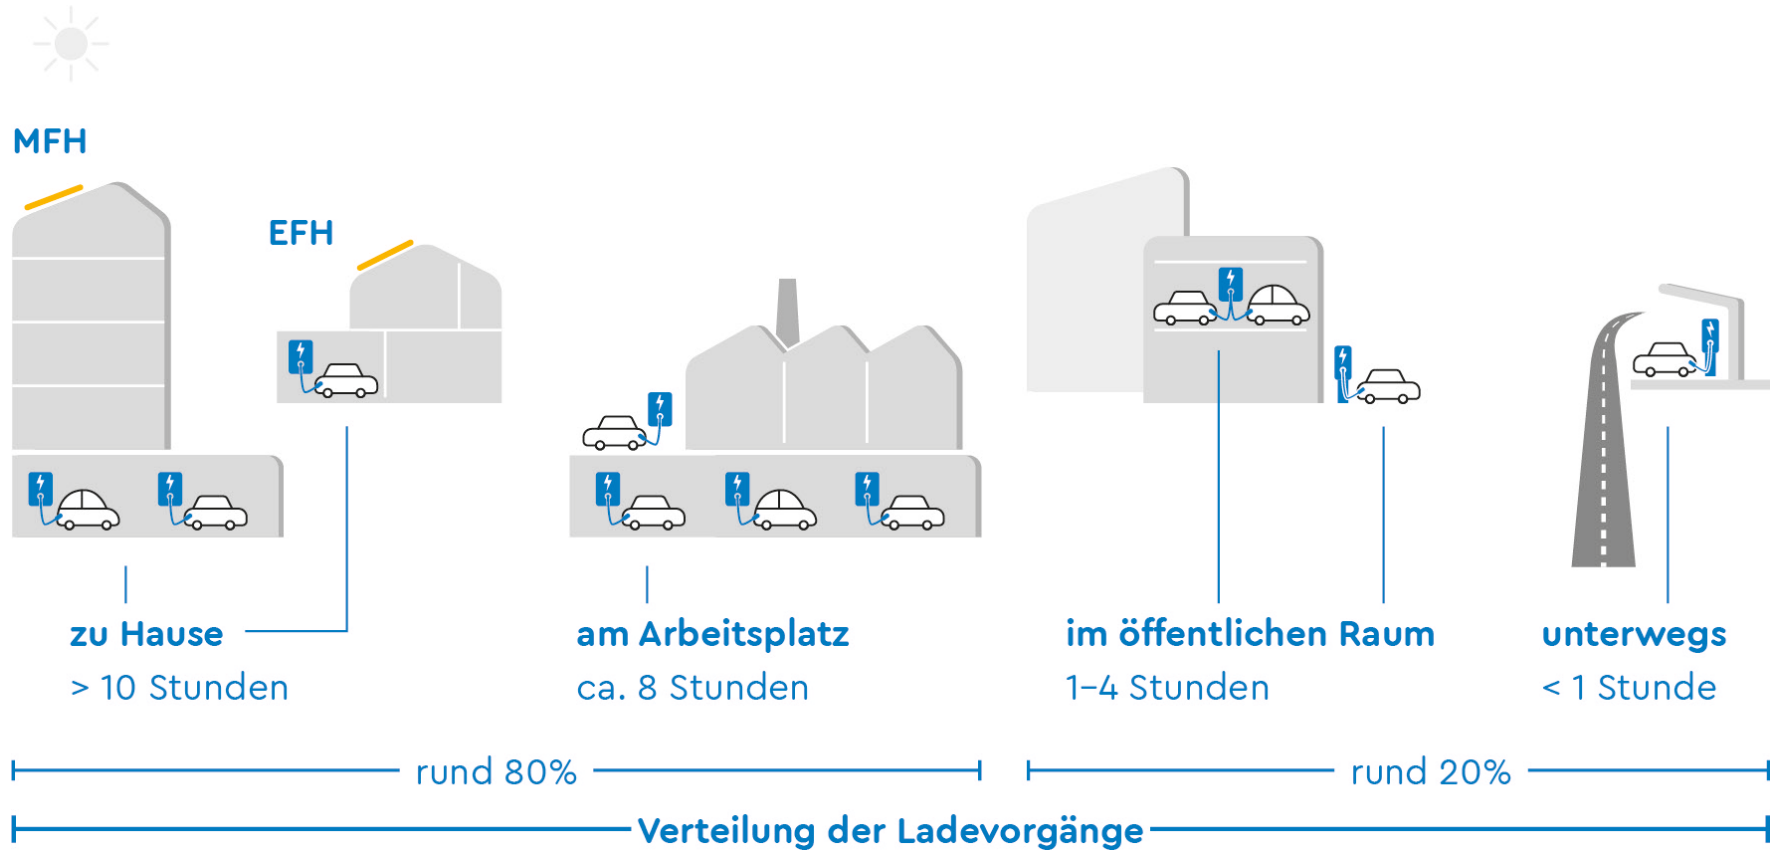 MFH
EFH
zu Hause
> 10 Stunden
am Arbeitsplatz
ca. 8 Stunden
im öffentlichen Raum
1–4 Stunden
unterwegs
< 1 Stunde
rund 80%
rund 20%
Verteilung der Ladevorgänge